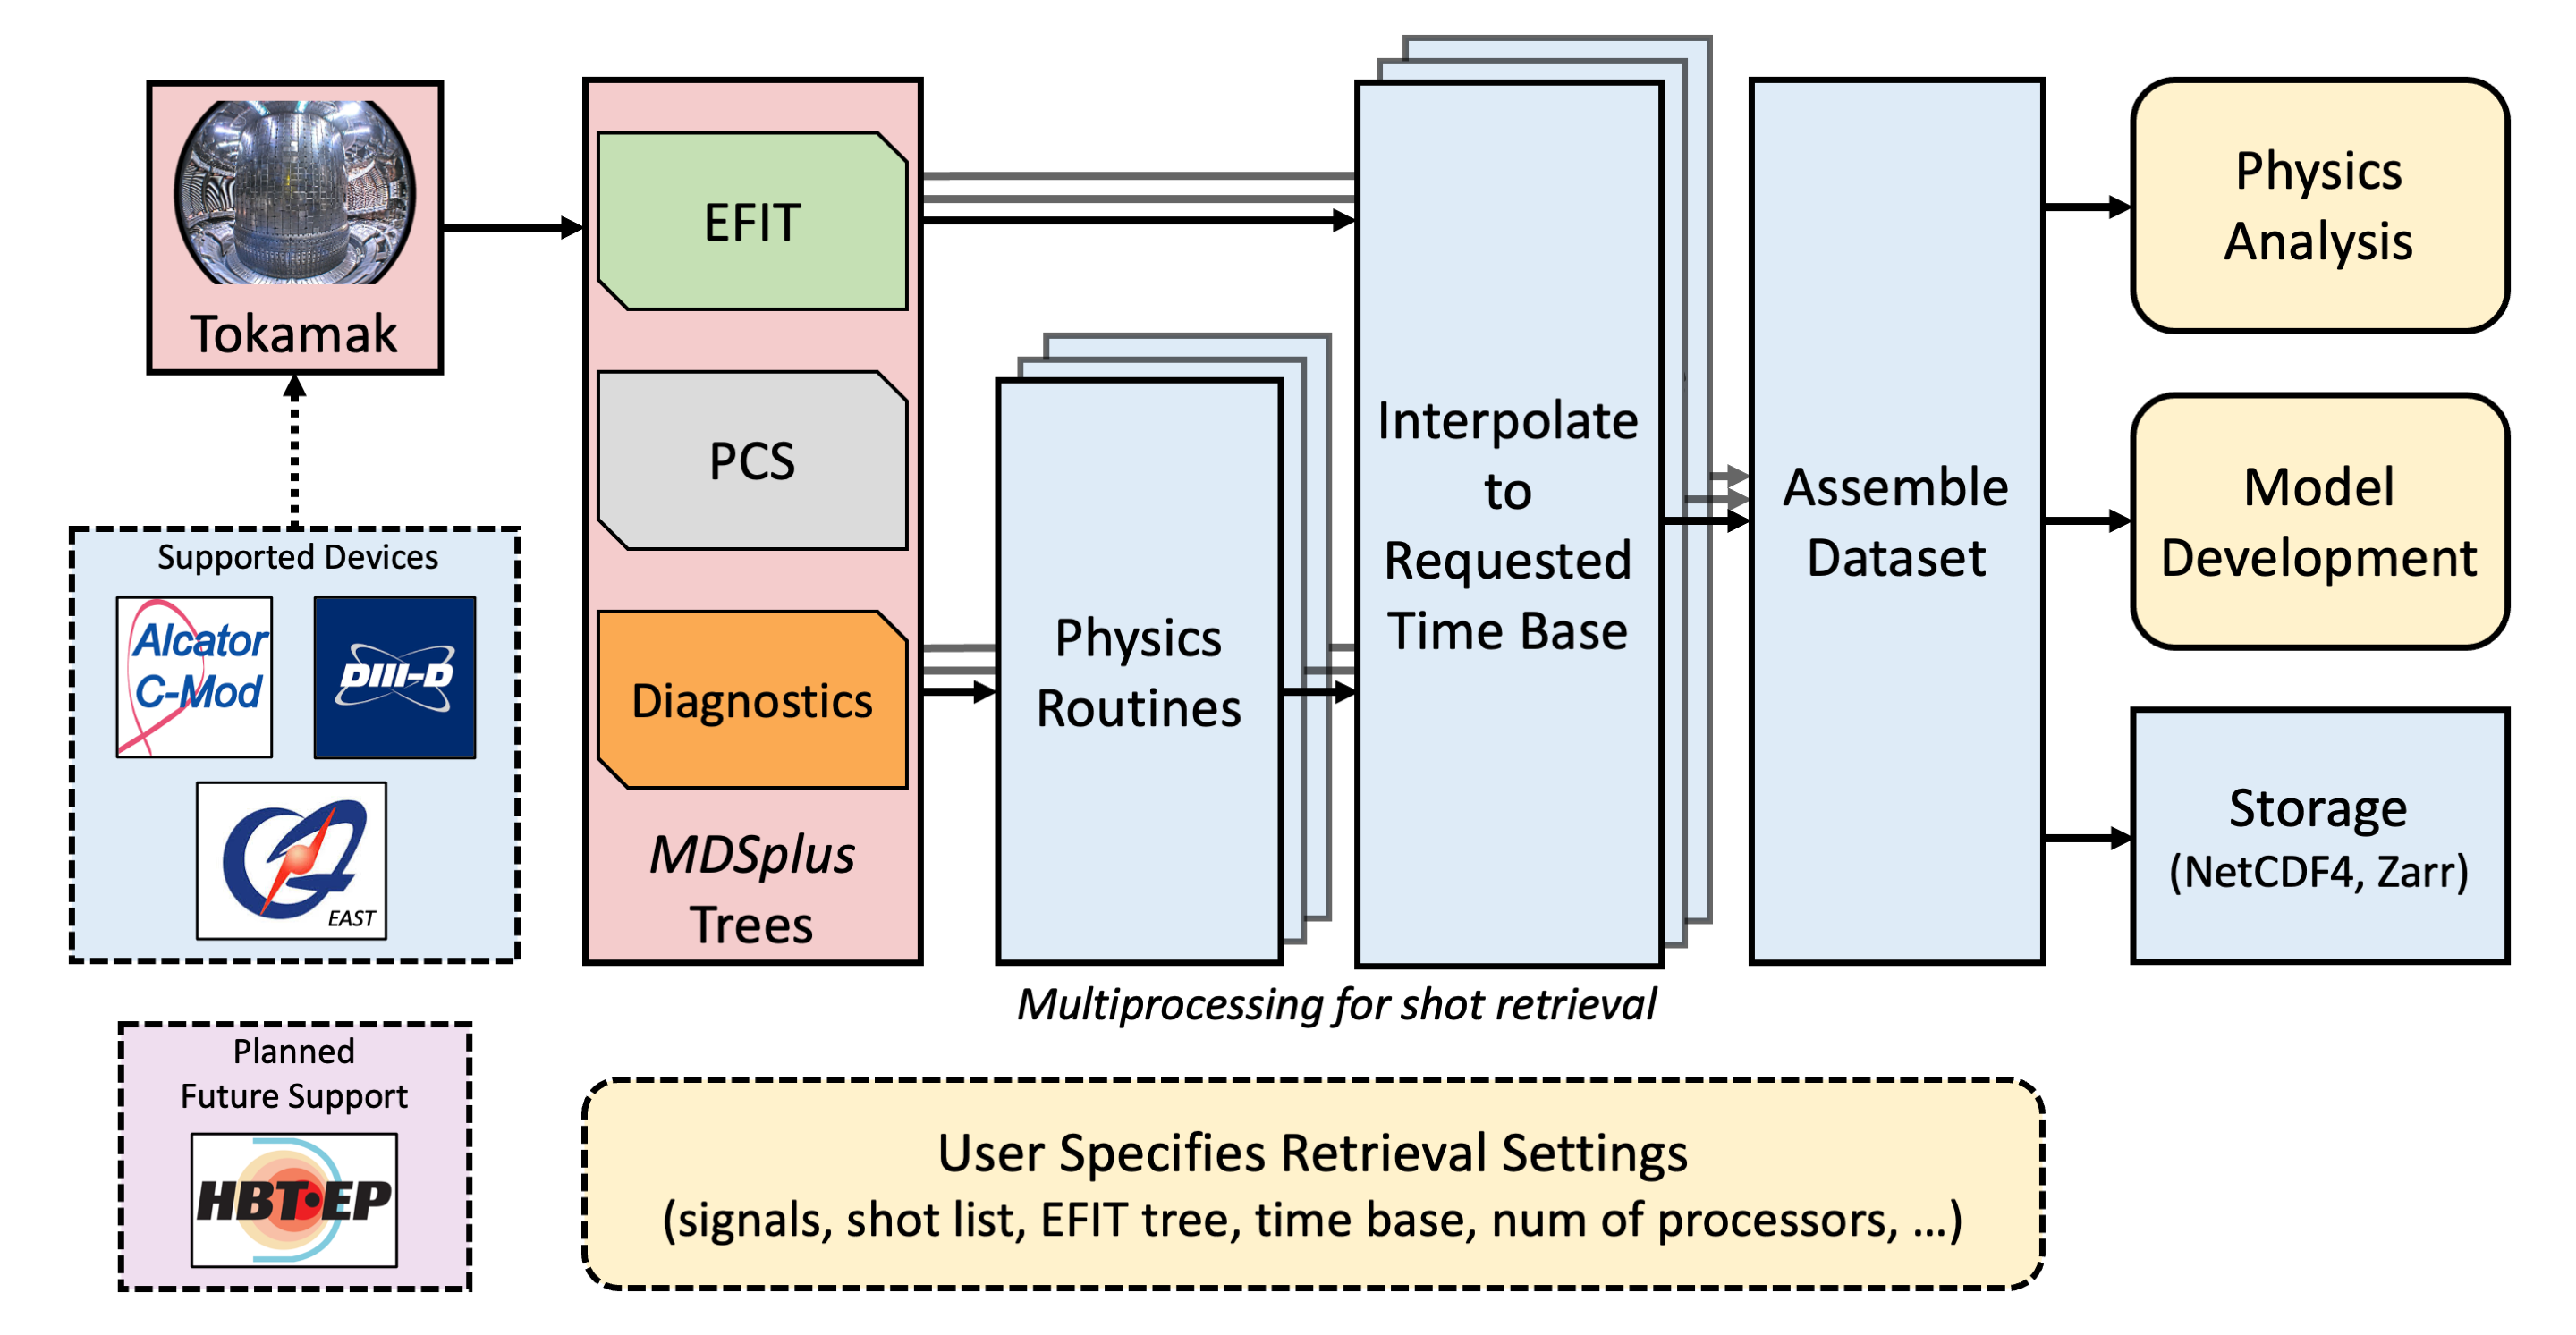 Tokamak
Supported Devices
Alcator
C-Mod
DIII-D
EAST
Planned
Future Support
HBT·EP
EFIT
PCS
Diagnostics
MDSplus
Trees
Physics
Routines
Interpolate
to
Requested
Time Base
Multiprocessing for shot retrieval
Assemble
Dataset
Physics
Analysis
Model
Development
Storage
(NetCDF4, Zarr)
User Specifies Retrieval Settings
(signals, shot list, EFIT tree, time base, num of processors, ...)